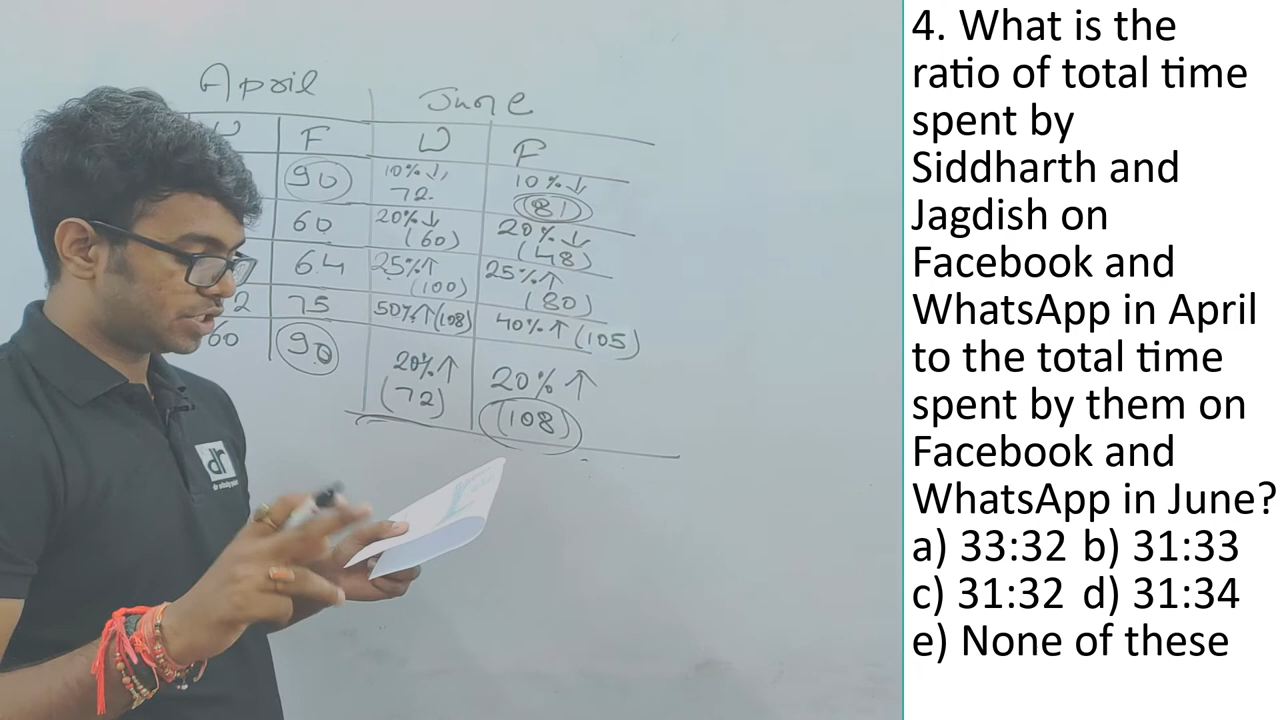 April June
F W F
90 10%↓ 72. 10%↓ (81)
60 20%↓ (60) 20%↓ (48)
64 25%↑ (100) 25%↑ (80)
2 75 50%↑(108) 40%↑(105)
60 90 20%↑ (72) 20%↑ (108)
dr
4. What is the
ratio of total time
spent by
Siddharth and
Jagdish on
Facebook and
WhatsApp in April
to the total time
spent by them on
Facebook and
WhatsApp in June?
a) 33:32 b) 31:33
c) 31:32 d) 31:34
e) None of these